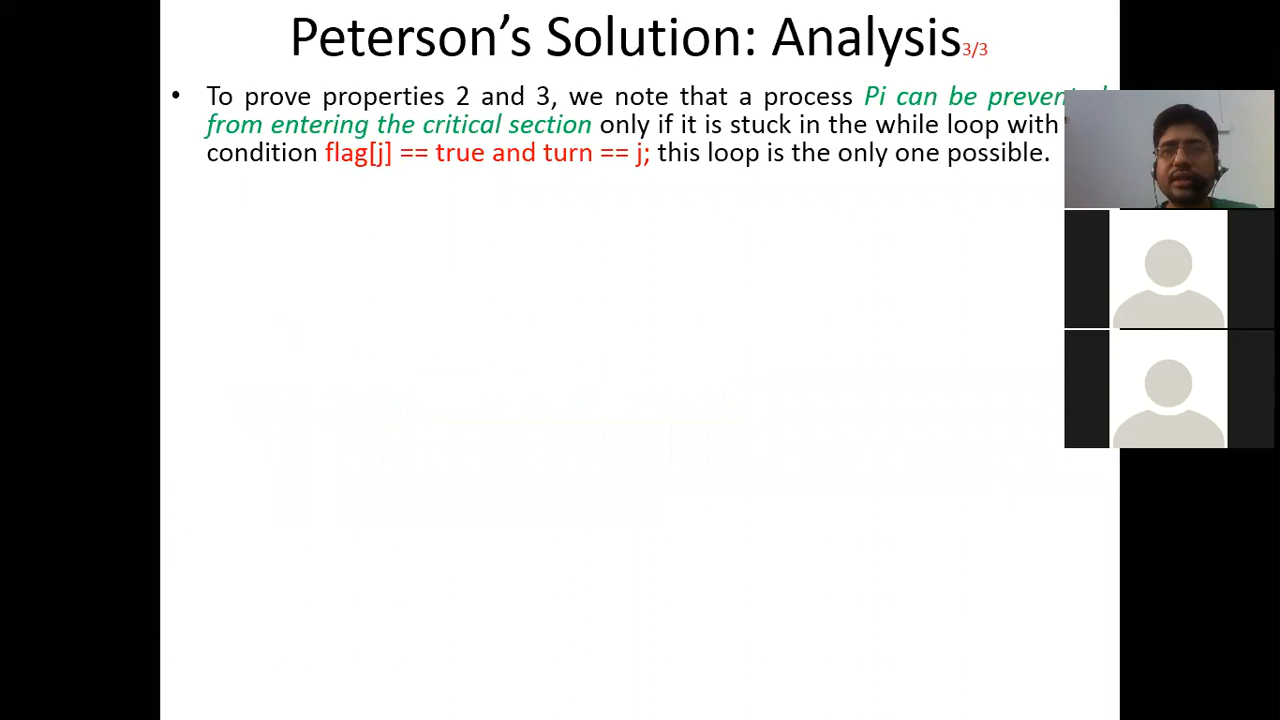 Peterson’s Solution: Analysis3/3
• To prove properties 2 and 3, we note that a process Pi can be
from entering the critical section only if it is stuck in the while loop with
condition flag[j] == true and turn == j; this loop is the only one possible.